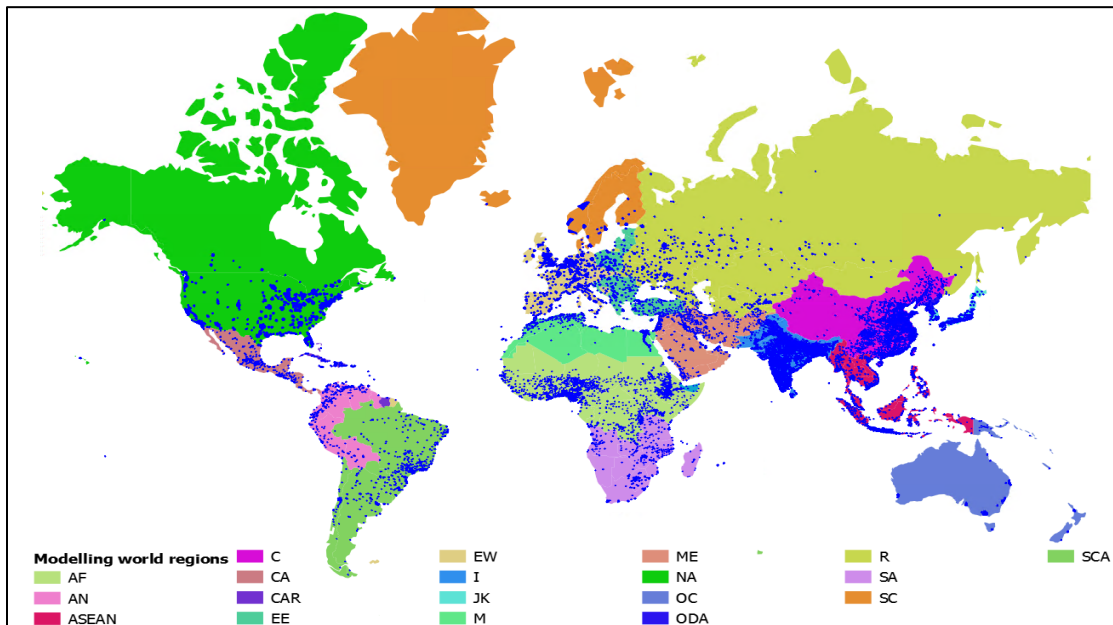 Modelling world regions
AF
AN
ASEAN
C
CA
CAR
EE
EW
I
JK
M
ME
NA
OC
ODA
R
SA
SC
SCA